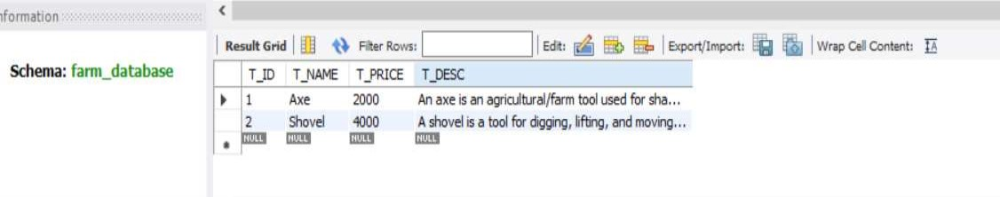 nformation
Result Grid Filter Rows: Edit: Export/Import: Wrap Cell Content:
Schema: farm_database
T_ID T_NAME T_PRICE T_DESC
1 Axe 2000 An axe is an agricultural/farm tool used for sha...
2 Shovel 4000 A shovel is a tool for digging, lifting, and moving...
NULL NULL NULL NULL